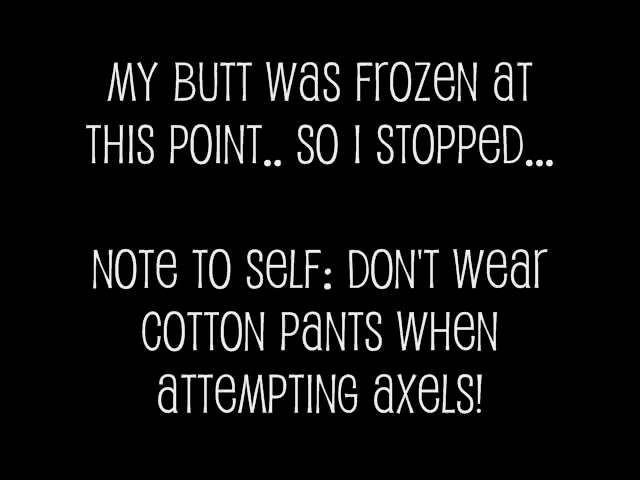 MY BUTT WAS FROZEN AT
THIS POINT.. SO I STOPPED...
NOTE TO SELF: DON'T WEAR
COTTON PANTS WHEN
ATTEMPTING AXELS!